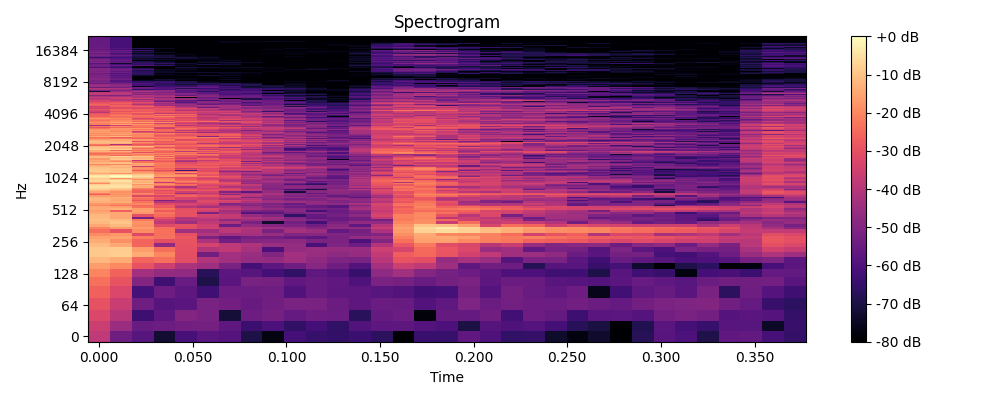 Spectrogram
16384
8192
4096
2048
1024
512
256
128
64
0
Hz
0.000 0.050 0.100 0.150 0.200 0.250 0.300 0.350
Time
+0 dB
-10 dB
-20 dB
-30 dB
-40 dB
-50 dB
-60 dB
-70 dB
-80 dB